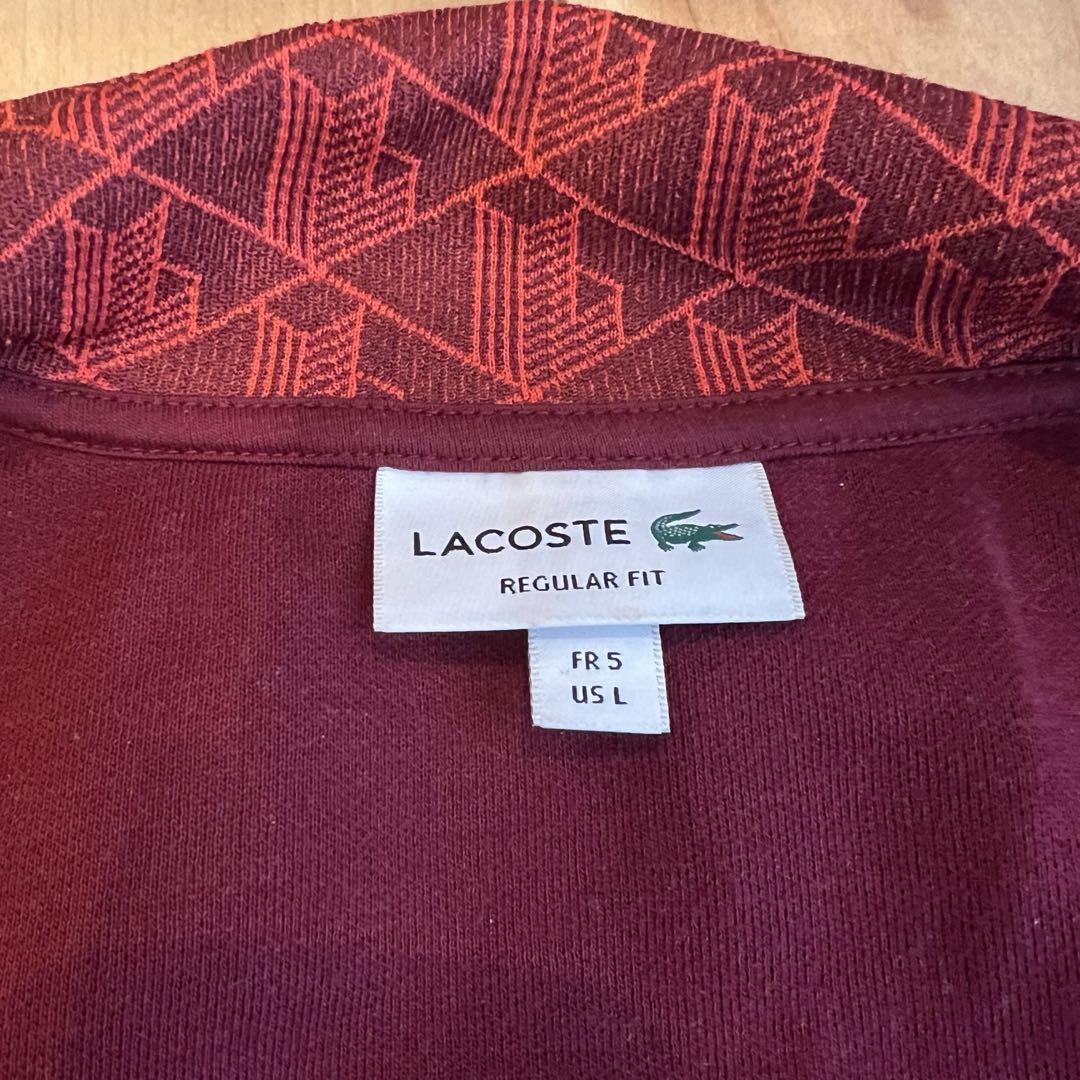 LACOSTE
REGULAR FIT
FR 5
US L